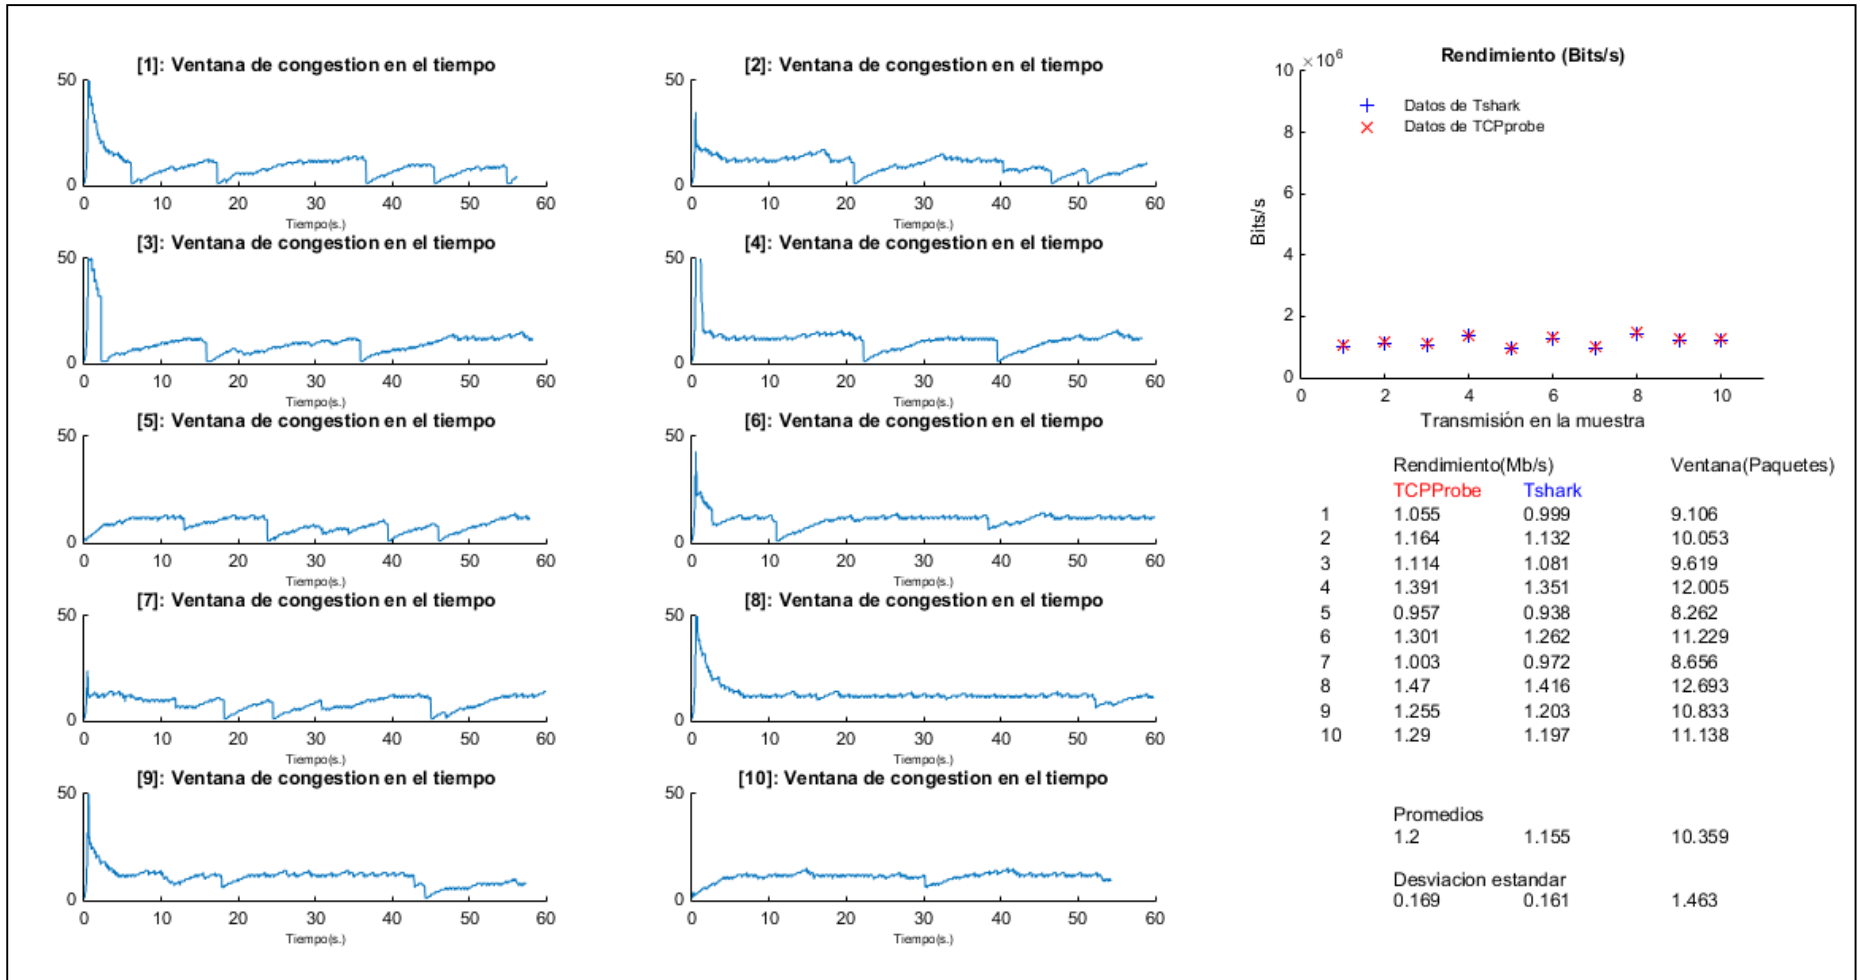 [1]: Ventana de congestion en el tiempo
50
0
0 10 20 30 40 50 60
Tiempo(s.)
[2]: Ventana de congestion en el tiempo
50
0
0 10 20 30 40 50 60
Tiempo(s.)
[3]: Ventana de congestion en el tiempo
50
0
0 10 20 30 40 50 60
Tiempo(s.)
[4]: Ventana de congestion en el tiempo
50
0
0 10 20 30 40 50 60
Tiempo(s.)
[5]: Ventana de congestion en el tiempo
50
0
0 10 20 30 40 50 60
Tiempo(s.)
[6]: Ventana de congestion en el tiempo
50
0
0 10 20 30 40 50 60
Tiempo(s.)
[7]: Ventana de congestion en el tiempo
50
0
0 10 20 30 40 50 60
Tiempo(s.)
[8]: Ventana de congestion en el tiempo
50
0
0 10 20 30 40 50 60
Tiempo(s.)
[9]: Ventana de congestion en el tiempo
50
0
0 10 20 30 40 50 60
Tiempo(s.)
[10]: Ventana de congestion en el tiempo
50
0
0 10 20 30 40 50 60
Tiempo(s.)
Rendimiento (Bits/s)
×10⁶
10
8
6
4
2
0
Bits/s
Datos de Tshark
Datos de TCPprobe
0 2 4 6 8 10
Transmisión en la muestra
Rendimiento(Mb/s) Ventana(Paquetes)
TCPProbe Tshark
1 1.055 0.999 9.106
2 1.164 1.132 10.053
3 1.114 1.081 9.619
4 1.391 1.351 12.005
5 0.957 0.938 8.262
6 1.301 1.262 11.229
7 1.003 0.972 8.656
8 1.47 1.416 12.693
9 1.255 1.203 10.833
10 1.29 1.197 11.138
Promedios
1.2 1.155 10.359
Desviacion estandar
0.169 0.161 1.463